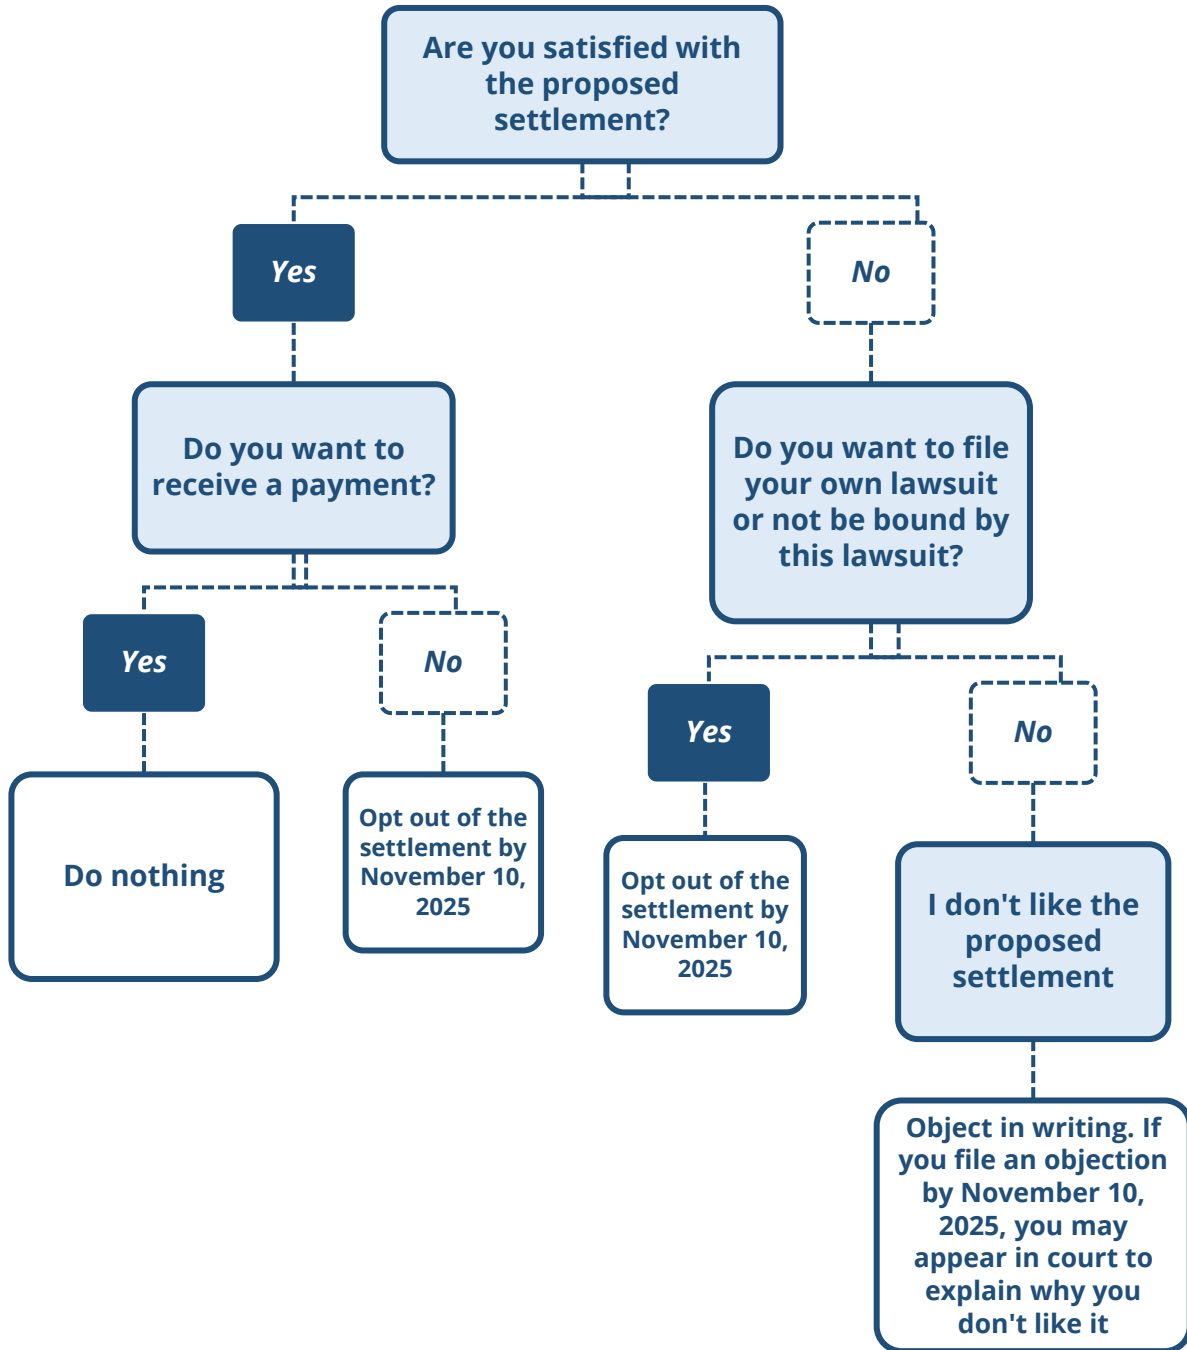 Are you satisfied with
the proposed
settlement?
Yes
No
Do you want to
receive a payment?
Do you want to file
your own lawsuit
or not be bound by
this lawsuit?
Yes
No
Yes
No
Do nothing
Opt out of the
settlement by
November 10,
2025
Opt out of the
settlement by
November 10,
2025
I don't like the
proposed
settlement
Object in writing. If
you file an objection
by November 10,
2025, you may
appear in court to
explain why you
don't like it